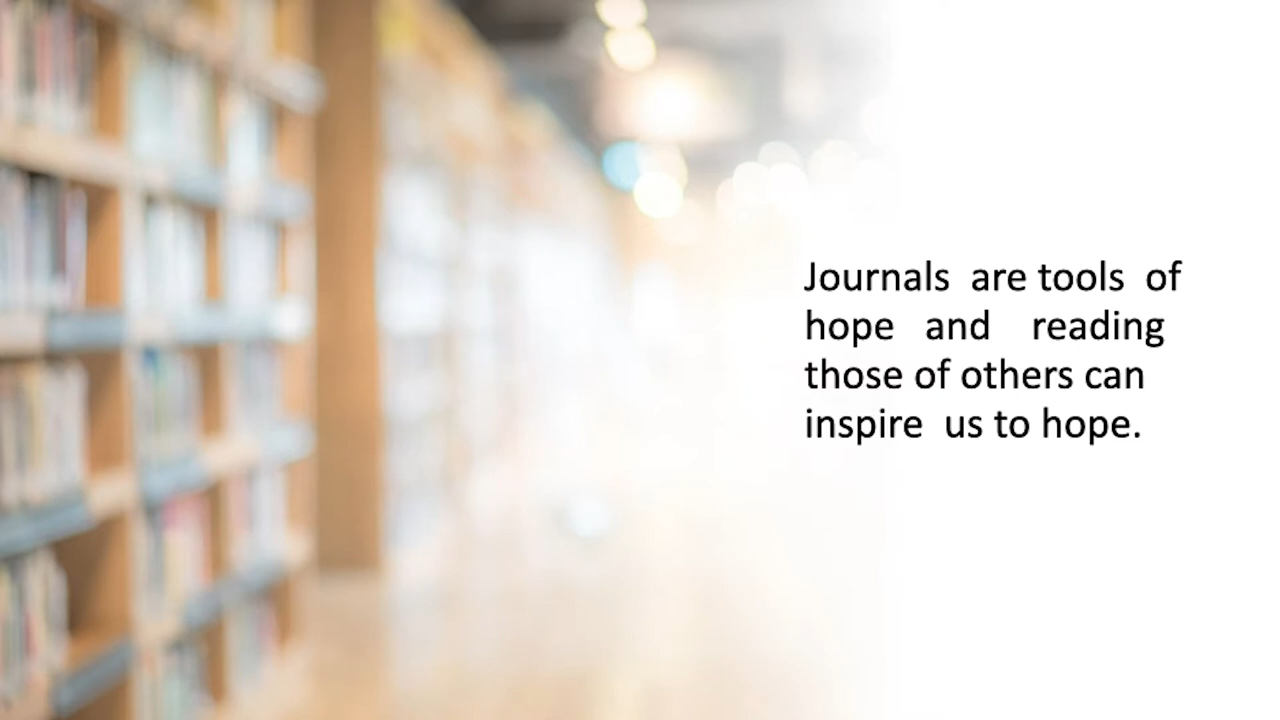 Journals are tools of
hope and reading
those of others can
inspire us to hope.